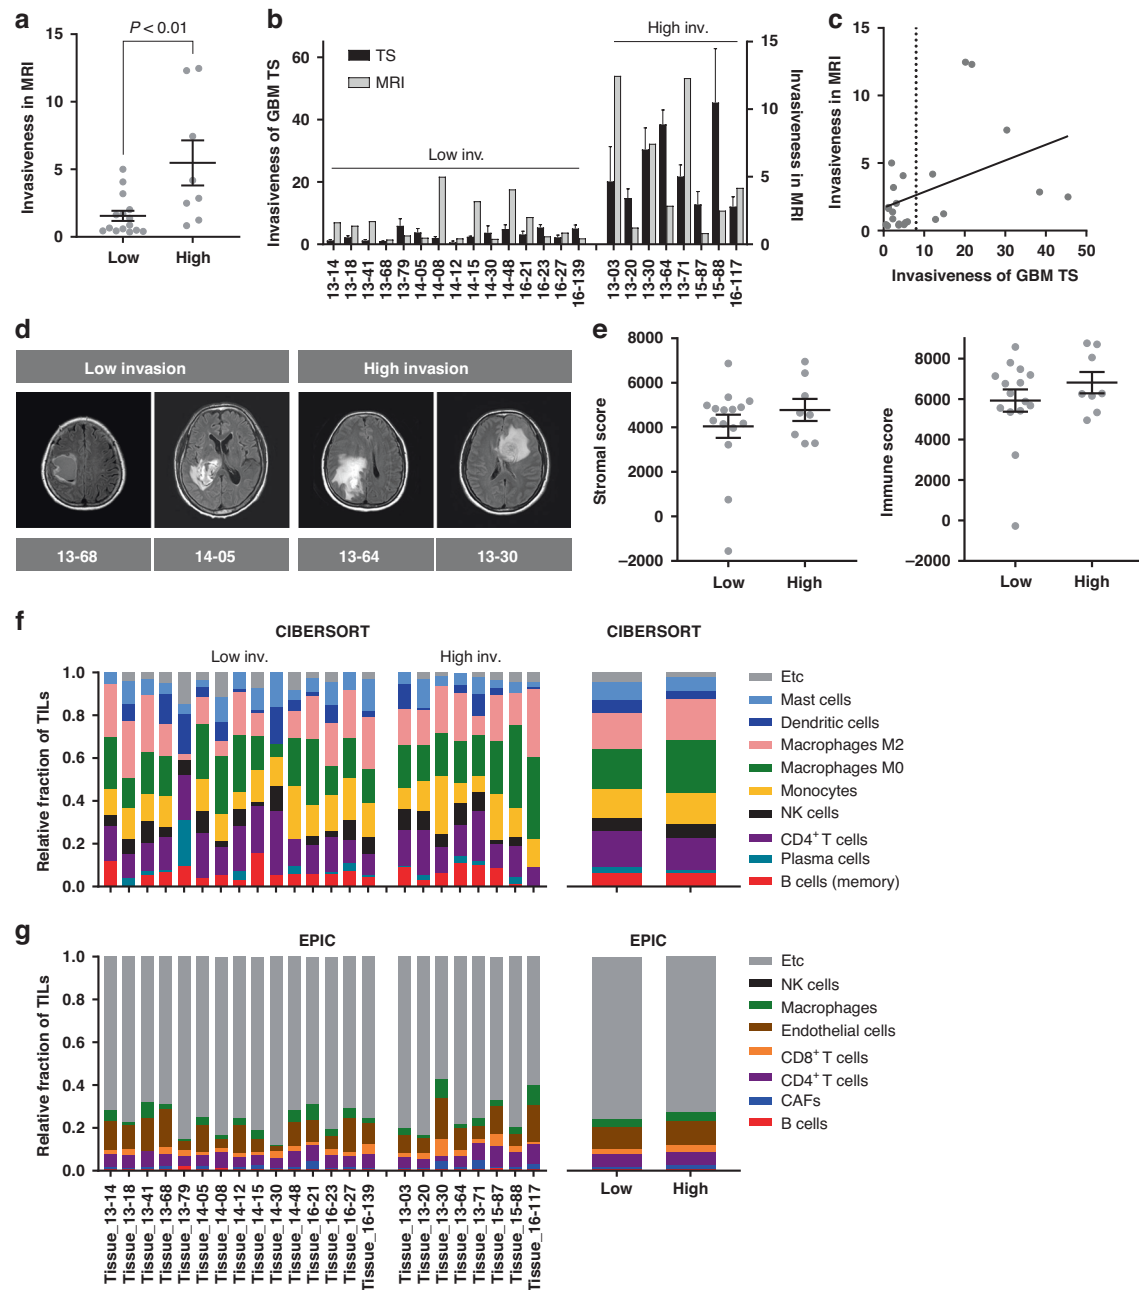 a
P < 0.01
Invasiveness in MRI
15
10
5
0
Low
High
b
High inv.
TS
MRI
Low inv.
Invasiveness of GBM TS
60
40
20
0
Invasiveness in MRI
15
10
5
0
13-14
13-18
13-41
13-68
13-79
14-05
14-08
14-12
14-15
14-30
14-48
16-21
16-23
16-27
16-139
13-03
13-20
13-30
13-64
13-71
15-87
15-88
16-117
c
Invasiveness in MRI
15
10
5
0
0 10 20 30 40 50
Invasiveness of GBM TS
d
Low invasion
High invasion
13-68
14-05
13-64
13-30
e
Stromal score
8000
6000
4000
2000
0
−2000
Low
High
Immune score
8000
6000
4000
2000
0
−2000
Low
High
f
CIBERSORT
Low inv.
High inv.
Relative fraction of TILs
1.0
0.8
0.6
0.4
0.2
0.0
CIBERSORT
Etc
Mast cells
Dendritic cells
Macrophages M2
Macrophages M0
Monocytes
NK cells
CD4+ T cells
Plasma cells
B cells (memory)
g
EPIC
Relative fraction of TILs
1.0
0.8
0.6
0.4
0.2
0.0
Tissue_13-14
Tissue_13-18
Tissue_13-41
Tissue_13-68
Tissue_13-79
Tissue_14-05
Tissue_14-08
Tissue_14-12
Tissue_14-15
Tissue_14-30
Tissue_14-48
Tissue_16-21
Tissue_16-23
Tissue_16-27
Tissue_16-139
Tissue_13-03
Tissue_13-20
Tissue_13-30
Tissue_13-64
Tissue_13-71
Tissue_15-87
Tissue_15-88
Tissue_16-117
EPIC
Low
High
Etc
NK cells
Macrophages
Endothelial cells
CD8+ T cells
CD4+ T cells
CAFs
B cells